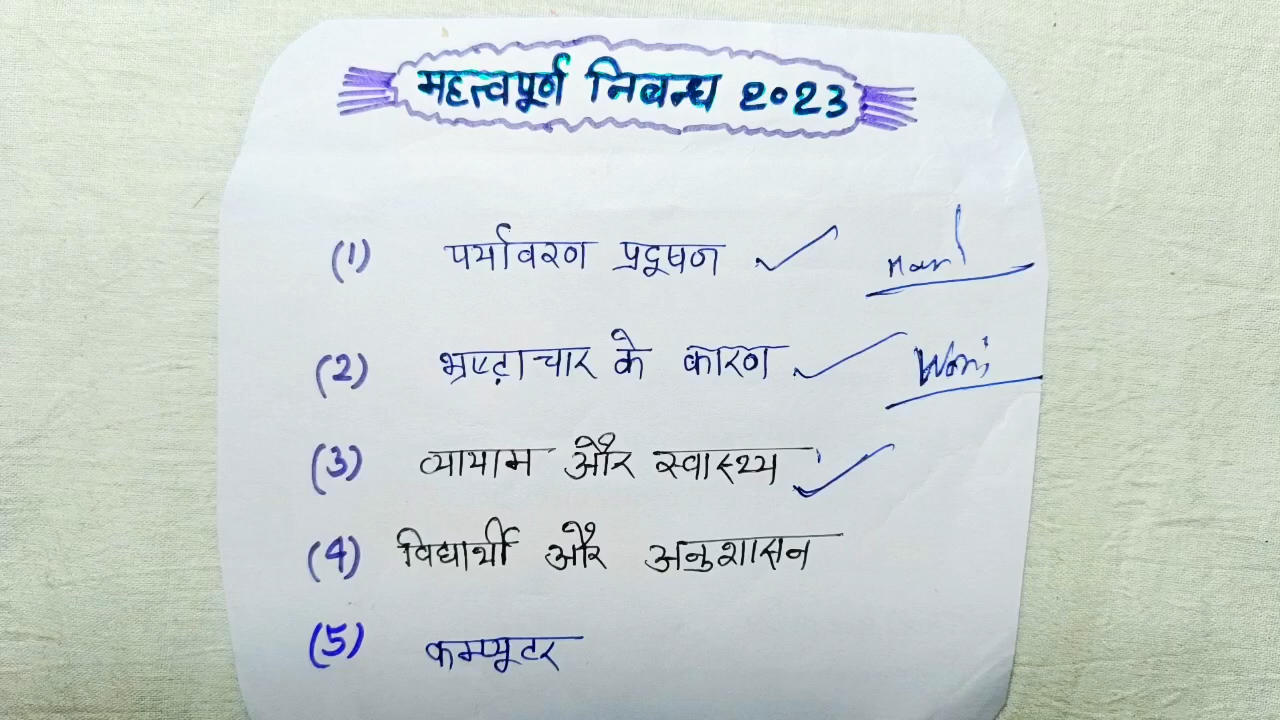 महत्त्वपूर्ण निबन्ध 2023
(1) पर्यावरण प्रदूषण
(2) भ्रष्टाचार के कारण
(3) व्यायाम और स्वास्थ्य
(4) विद्यार्थी और अनुशासन
(5) कम्प्यूटर